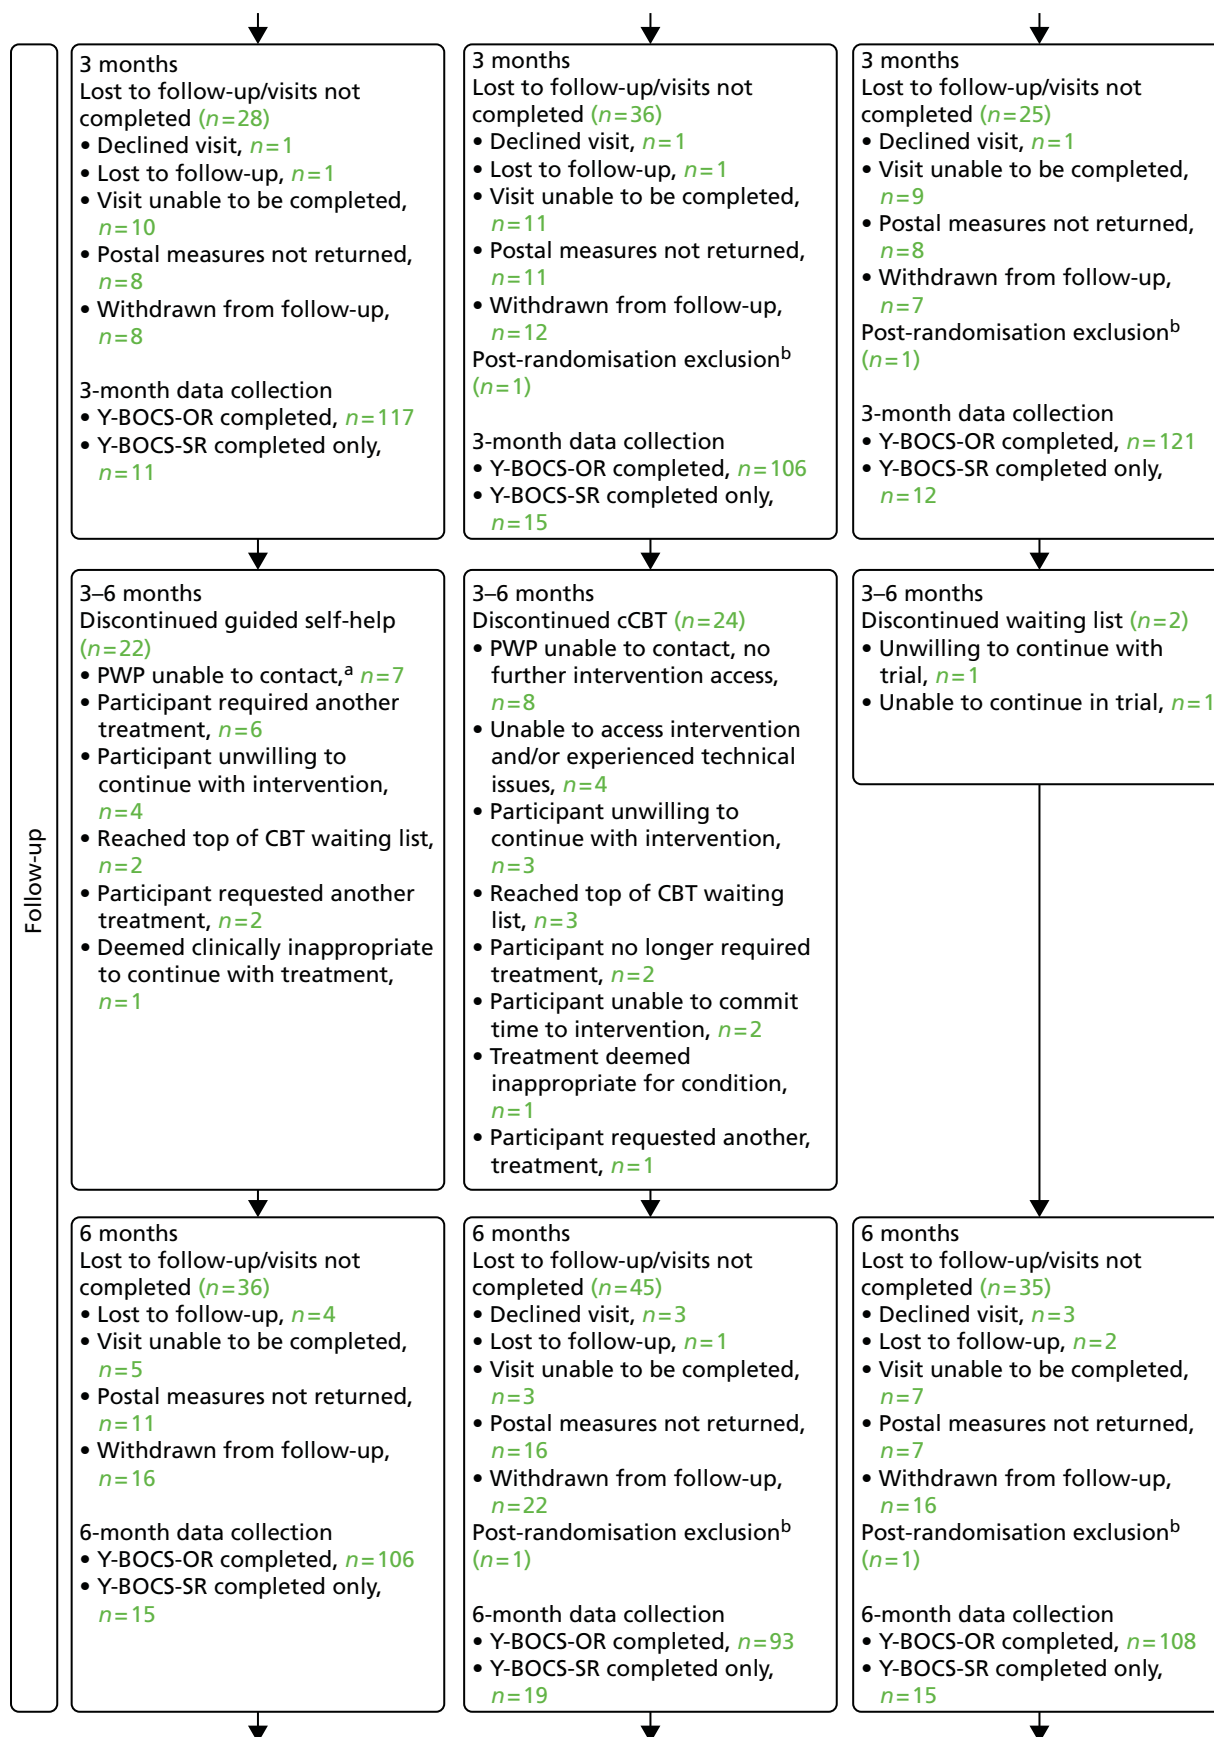 Follow-up
3 months
Lost to follow-up/visits not
completed (n=28)
• Declined visit, n=1
• Lost to follow-up, n=1
• Visit unable to be completed,
n=10
• Postal measures not returned,
n=8
• Withdrawn from follow-up,
n=8
3-month data collection
• Y-BOCS-OR completed, n=117
• Y-BOCS-SR completed only,
n=11
3 months
Lost to follow-up/visits not
completed (n=36)
• Declined visit, n=1
• Lost to follow-up, n=1
• Visit unable to be completed,
n=11
• Postal measures not returned,
n=11
• Withdrawn from follow-up,
n=12
Post-randomisation exclusionb
(n=1)
3-month data collection
• Y-BOCS-OR completed, n=106
• Y-BOCS-SR completed only,
n=15
3 months
Lost to follow-up/visits not
completed (n=25)
• Declined visit, n=1
• Visit unable to be completed,
n=9
• Postal measures not returned,
n=8
• Withdrawn from follow-up,
n=7
Post-randomisation exclusionb
(n=1)
3-month data collection
• Y-BOCS-OR completed, n=121
• Y-BOCS-SR completed only,
n=12
3–6 months
Discontinued guided self-help
(n=22)
• PWP unable to contact,a n=7
• Participant required another
treatment, n=6
• Participant unwilling to
continue with intervention,
n=4
• Reached top of CBT waiting list,
n=2
• Participant requested another
treatment, n=2
• Deemed clinically inappropriate
to continue with treatment,
n=1
3–6 months
Discontinued cCBT (n=24)
• PWP unable to contact, no
further intervention access,
n=8
• Unable to access intervention
and/or experienced technical
issues, n=4
• Participant unwilling to
continue with intervention,
n=3
• Reached top of CBT waiting
list, n=3
• Participant no longer required
treatment, n=2
• Participant unable to commit
time to intervention, n=2
• Treatment deemed
inappropriate for condition,
n=1
• Participant requested another,
treatment, n=1
3–6 months
Discontinued waiting list (n=2)
• Unwilling to continue with
trial, n=1
• Unable to continue in trial, n=1
6 months
Lost to follow-up/visits not
completed (n=36)
• Lost to follow-up, n=4
• Visit unable to be completed,
n=5
• Postal measures not returned,
n=11
• Withdrawn from follow-up,
n=16
6-month data collection
• Y-BOCS-OR completed, n=106
• Y-BOCS-SR completed only,
n=15
6 months
Lost to follow-up/visits not
completed (n=45)
• Declined visit, n=3
• Lost to follow-up, n=1
• Visit unable to be completed,
n=3
• Postal measures not returned,
n=16
• Withdrawn from follow-up,
n=22
Post-randomisation exclusionb
(n=1)
6-month data collection
• Y-BOCS-OR completed, n=93
• Y-BOCS-SR completed only,
n=19
6 months
Lost to follow-up/visits not
completed (n=35)
• Declined visit, n=3
• Lost to follow-up, n=2
• Visit unable to be completed,
n=7
• Postal measures not returned,
n=7
• Withdrawn from follow-up,
n=16
Post-randomisation exclusionb
(n=1)
6-month data collection
• Y-BOCS-OR completed, n=108
• Y-BOCS-SR completed only,
n=15